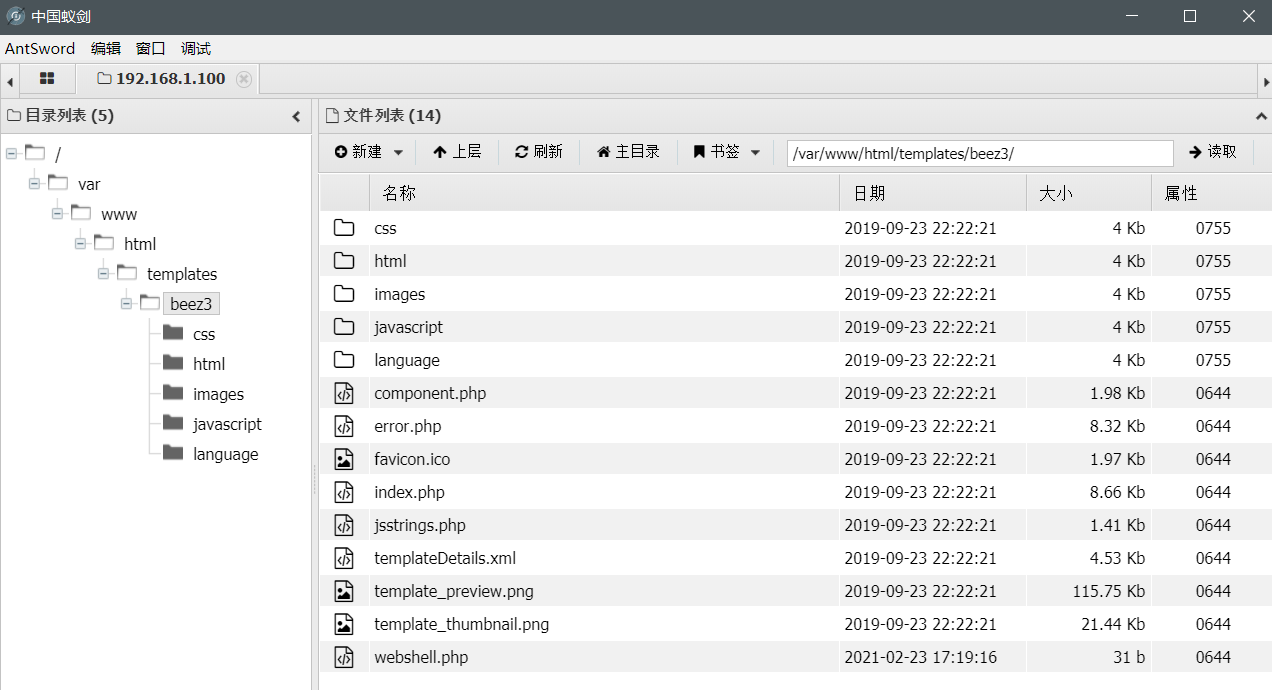 中国蚁剑
AntSword 编辑 窗口 调试
192.168.1.100
目录列表 (5)
/
var
www
html
templates
beez3
css
html
images
javascript
language
文件列表 (14)
新建 上层 刷新 主目录 书签 /var/www/html/templates/beez3/ 读取
名称 日期 大小 属性
css 2019-09-23 22:22:21 4 Kb 0755
html 2019-09-23 22:22:21 4 Kb 0755
images 2019-09-23 22:22:21 4 Kb 0755
javascript 2019-09-23 22:22:21 4 Kb 0755
language 2019-09-23 22:22:21 4 Kb 0755
component.php 2019-09-23 22:22:21 1.98 Kb 0644
error.php 2019-09-23 22:22:21 8.32 Kb 0644
favicon.ico 2019-09-23 22:22:21 1.97 Kb 0644
index.php 2019-09-23 22:22:21 8.66 Kb 0644
jsstrings.php 2019-09-23 22:22:21 1.41 Kb 0644
templateDetails.xml 2019-09-23 22:22:21 4.53 Kb 0644
template_preview.png 2019-09-23 22:22:21 115.75 Kb 0644
template_thumbnail.png 2019-09-23 22:22:21 21.44 Kb 0644
webshell.php 2021-02-23 17:19:16 31 b 0644